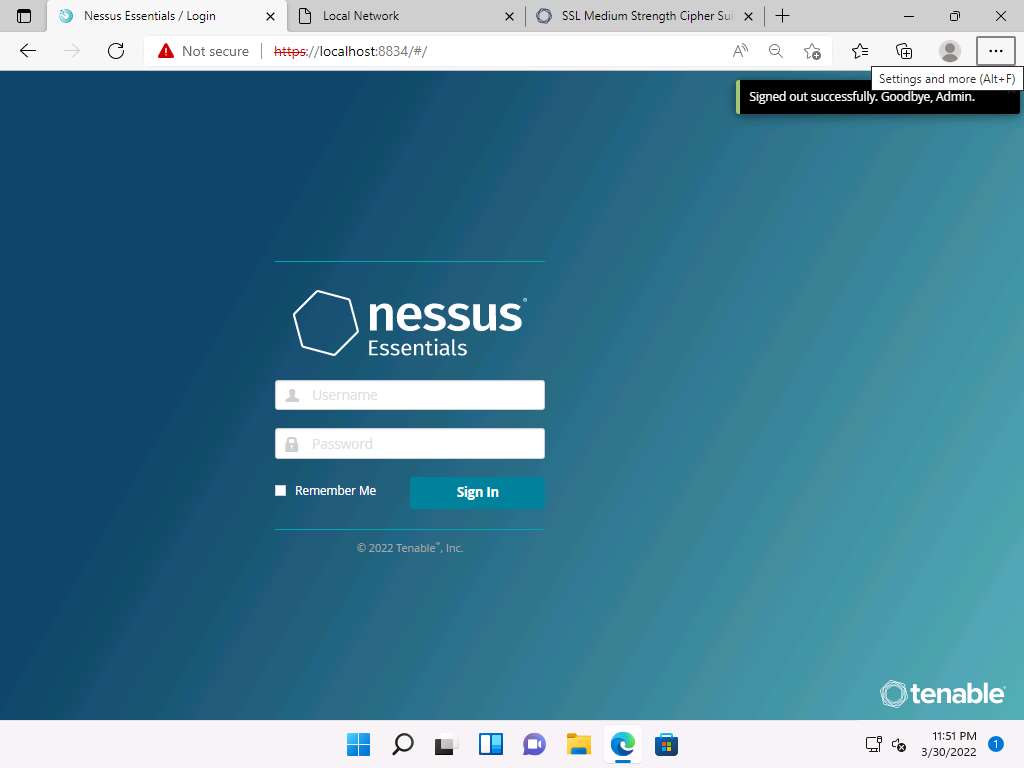 Nessus Essentials / Login
Local Network
SSL Medium Strength Cipher Sui
Not secure
https://localhost:8834/#/
Settings and more (Alt+F)
Signed out successfully. Goodbye, Admin.
nessus
Essentials
Username
Password
Remember Me
Sign In
© 2022 Tenable™, Inc.
tenable
11:51 PM
3/30/2022
1